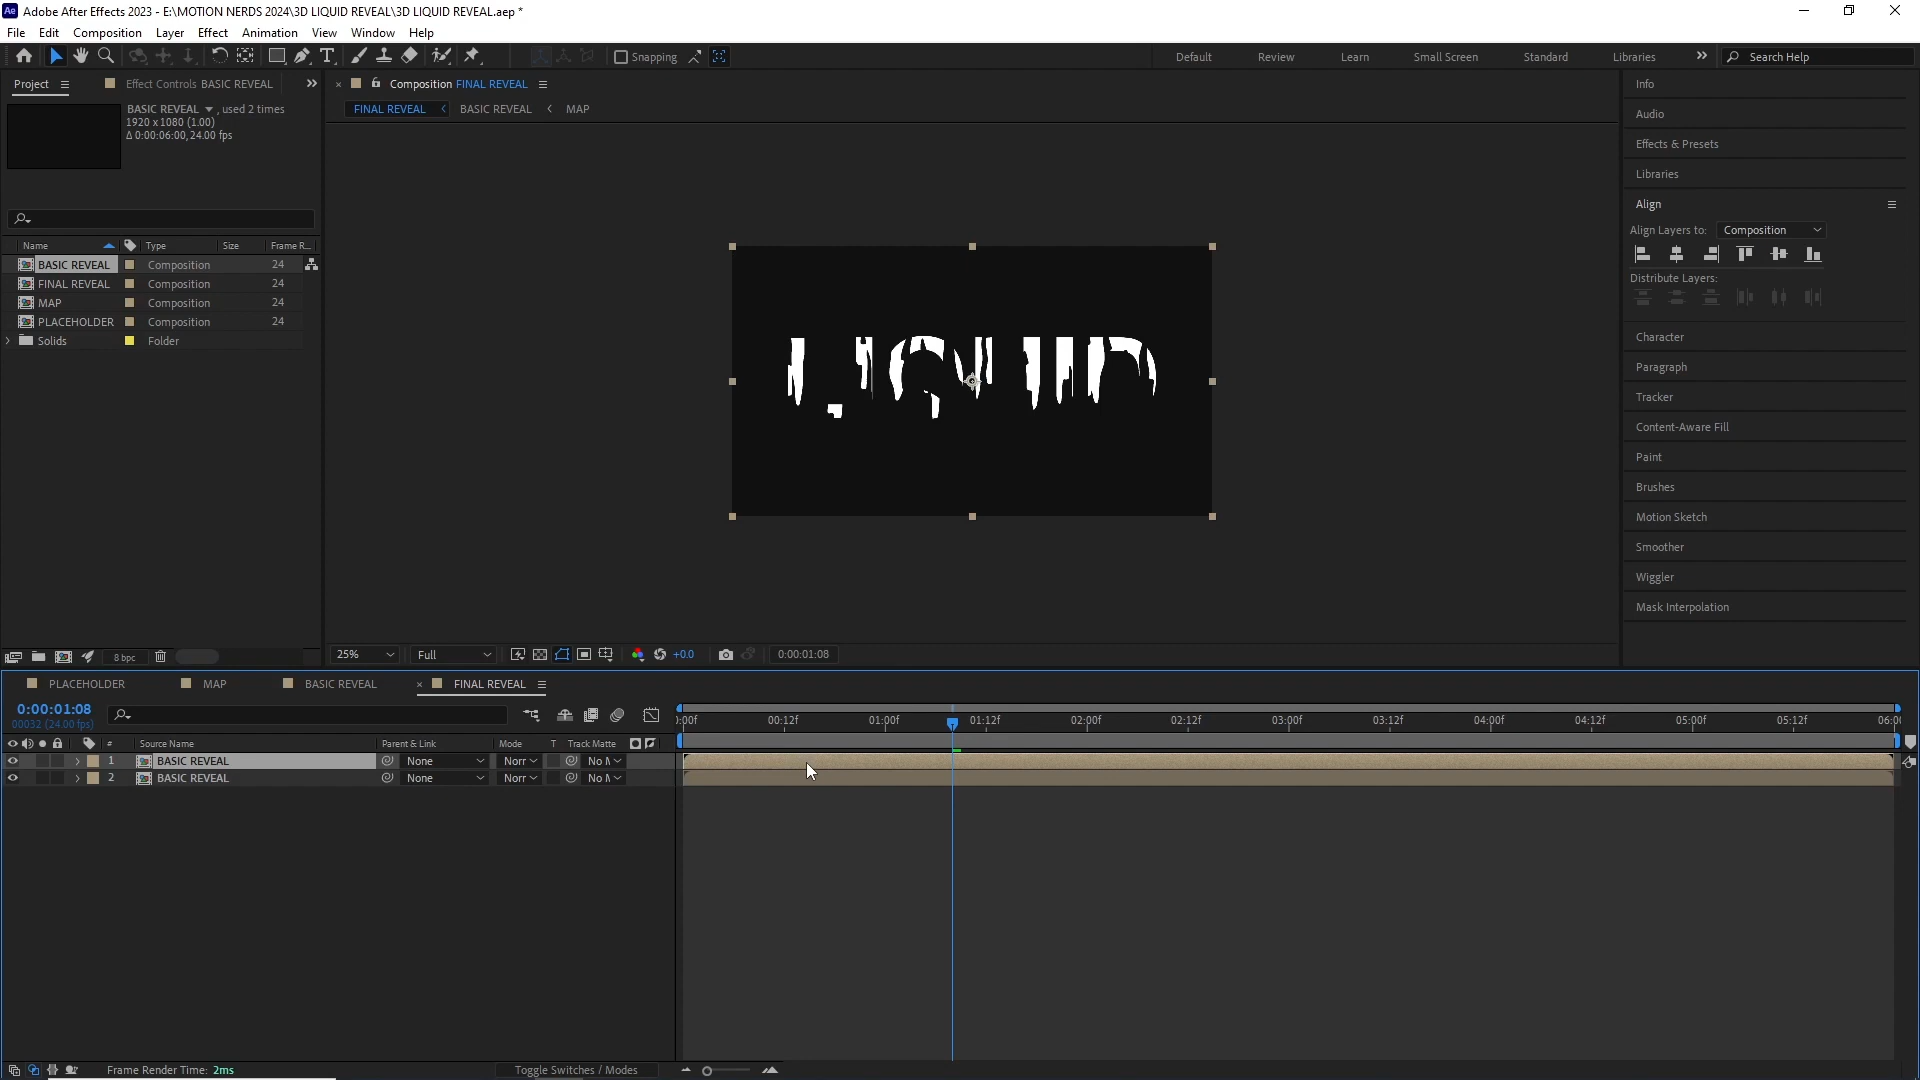 Adobe After Effects 2023 - E:\MOTION NERDS 2024\3D LIQUID REVEAL\3D LIQUID REVEAL.aep *
File Edit Composition Layer Effect Animation View Window Help
Snapping
Default Review Learn Small Screen Standard Libraries Search Help
Project Effect Controls BASIC REVEAL
Composition FINAL REVEAL
BASIC REVEAL , used 2 times
1920 x 1080 (1.00)
Δ 0:00:06:00, 24.00 fps
FINAL REVEAL BASIC REVEAL MAP
Name Type Size Frame R...
BASIC REVEAL Composition 24
FINAL REVEAL Composition 24
MAP Composition 24
PLACEHOLDER Composition 24
Solids Folder
8 bpc
LIQUID
25% Full +0.0 0:00:01:08
Info
Audio
Effects & Presets
Libraries
Align
Align Layers to: Composition
Distribute Layers:
Character
Paragraph
Tracker
Content-Aware Fill
Paint
Brushes
Motion Sketch
Smoother
Wiggler
Mask Interpolation
PLACEHOLDER MAP BASIC REVEAL FINAL REVEAL
0:00:01:08
00032 (24.00 fps)
):00f 00:12f 01:00f 01:12f 02:00f 02:12f 03:00f 03:12f 04:00f 04:12f 05:00f 05:12f 06:0
# Source Name Parent & Link Mode T Track Matte
1 BASIC REVEAL None Norr No M
2 BASIC REVEAL None Norr No M
Frame Render Time: 2ms
Toggle Switches / Modes